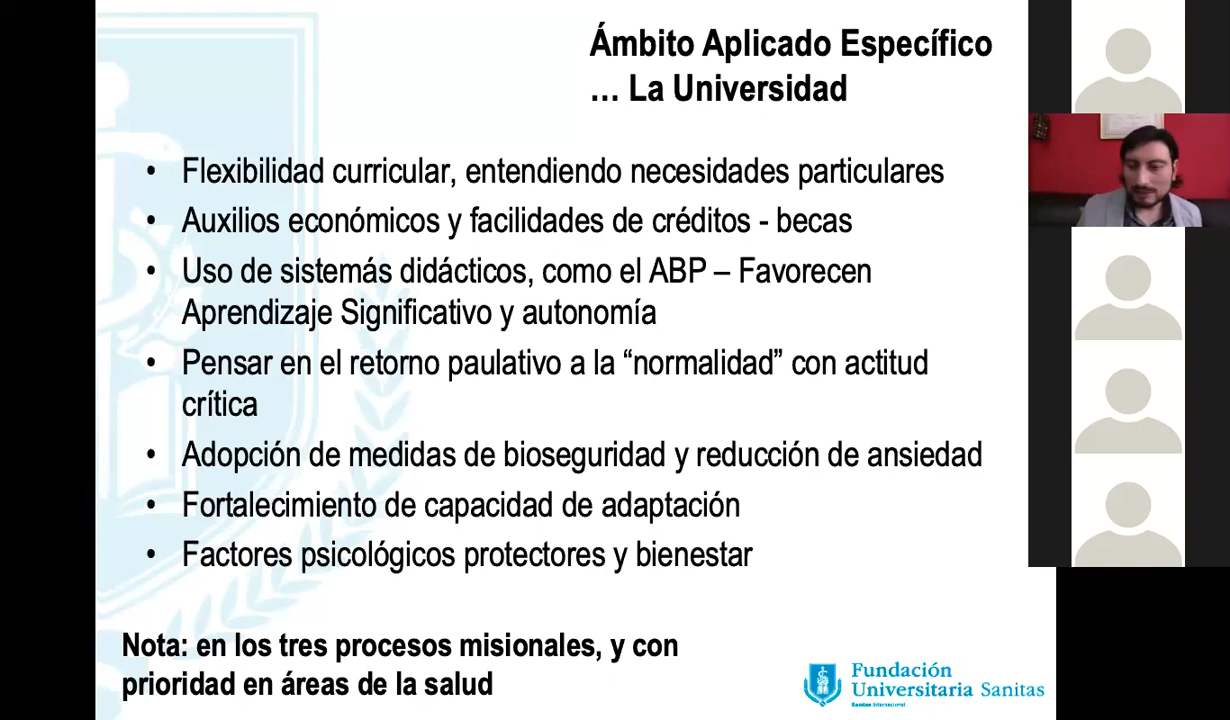 Ámbito Aplicado Específico
... La Universidad
• Flexibilidad curricular, entendiendo necesidades particulares
• Auxilios económicos y facilidades de créditos - becas
• Uso de sistemás didácticos, como el ABP – Favorecen
Aprendizaje Significativo y autonomía
• Pensar en el retorno paulativo a la “normalidad” con actitud
crítica
• Adopción de medidas de bioseguridad y reducción de ansiedad
• Fortalecimiento de capacidad de adaptación
• Factores psicológicos protectores y bienestar
Nota: en los tres procesos misionales, y con
prioridad en áreas de la salud
Fundación
Universitaria Sanitas
Sanitas Internacional